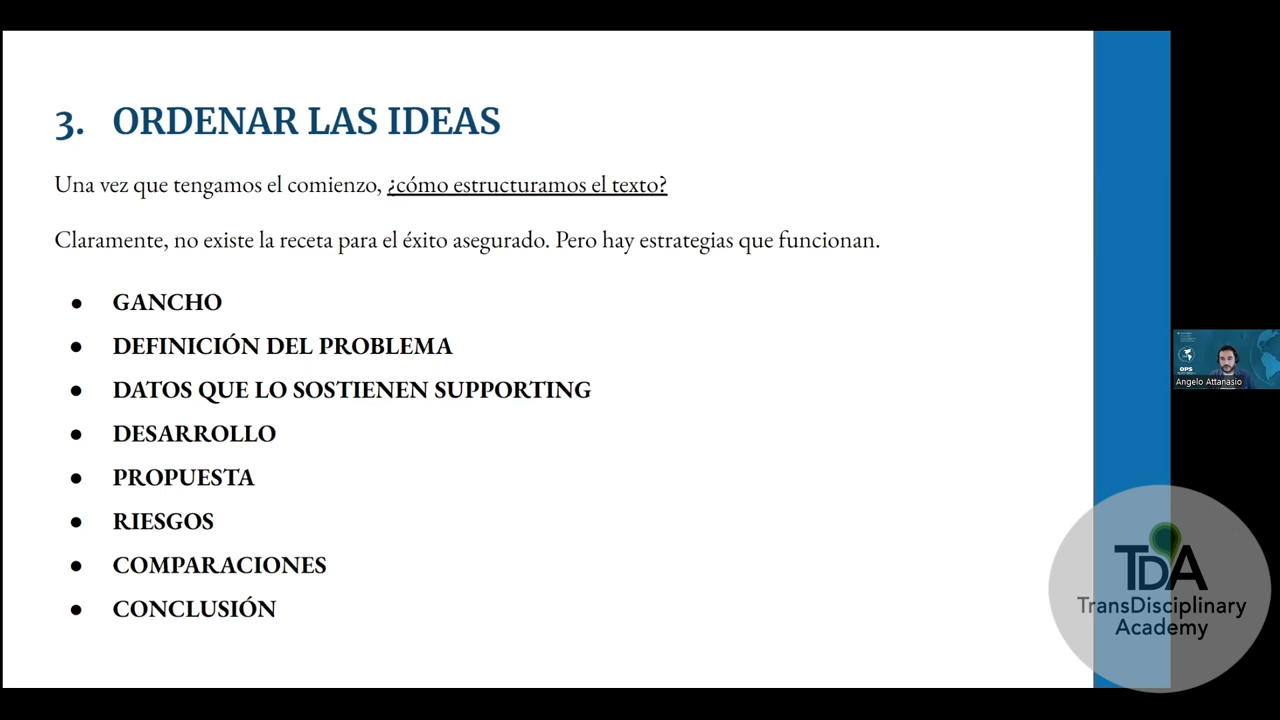 3. ORDENAR LAS IDEAS
Una vez que tengamos el comienzo, ¿cómo estructuramos el texto?
Claramente, no existe la receta para el éxito asegurado. Pero hay estrategias que funcionan.
● GANCHO
● DEFINICIÓN DEL PROBLEMA
● DATOS QUE LO SOSTIENEN SUPPORTING
● DESARROLLO
● PROPUESTA
● RIESGOS
● COMPARACIONES
● CONCLUSIÓN
OPS
Angelo Attanasio
TDA
TransDisciplinary
Academy